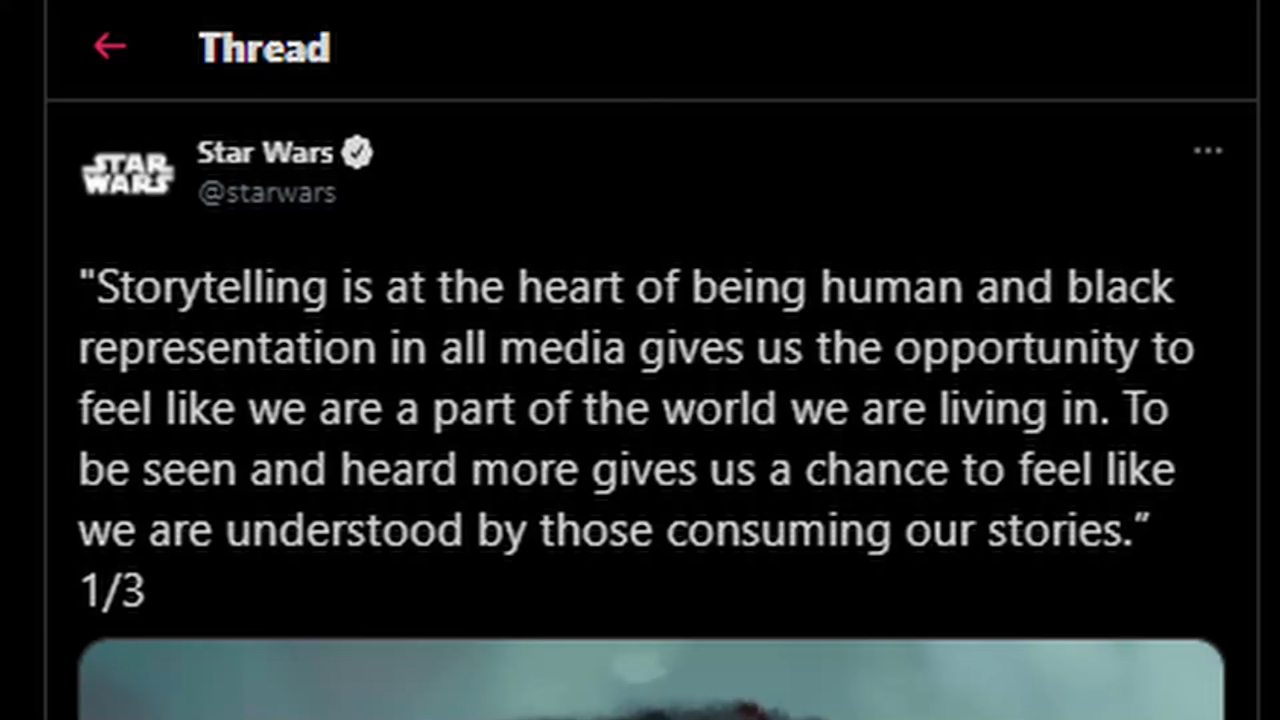 Thread
STAR
WARS
Star Wars
@starwars
"Storytelling is at the heart of being human and black
representation in all media gives us the opportunity to
feel like we are a part of the world we are living in. To
be seen and heard more gives us a chance to feel like
we are understood by those consuming our stories.”
1/3